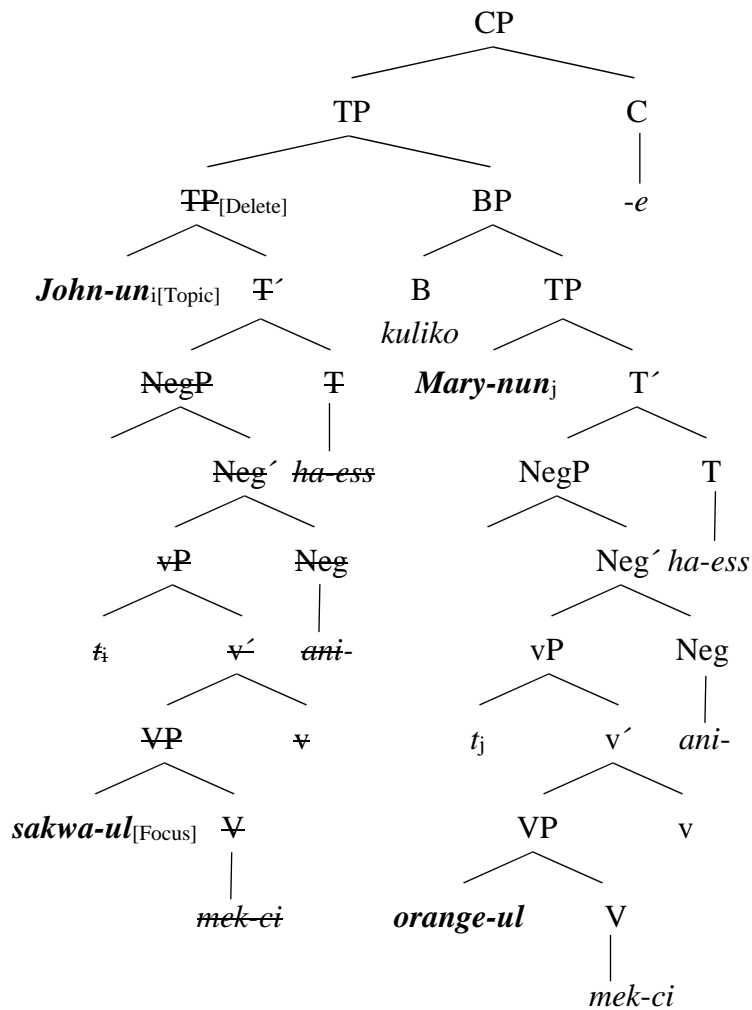 CP
TP C
TP[Delete] BP -e
John-uni[Topic] T´ B TP
kuliko
NegP T Mary-nunj T´
Neg´ ha-ess NegP T
vP Neg Neg´ ha-ess
ti v´ ani- vP Neg
VP v tj v´ ani-
sakwa-ul[Focus] V VP v
mek-ci orange-ul V
mek-ci